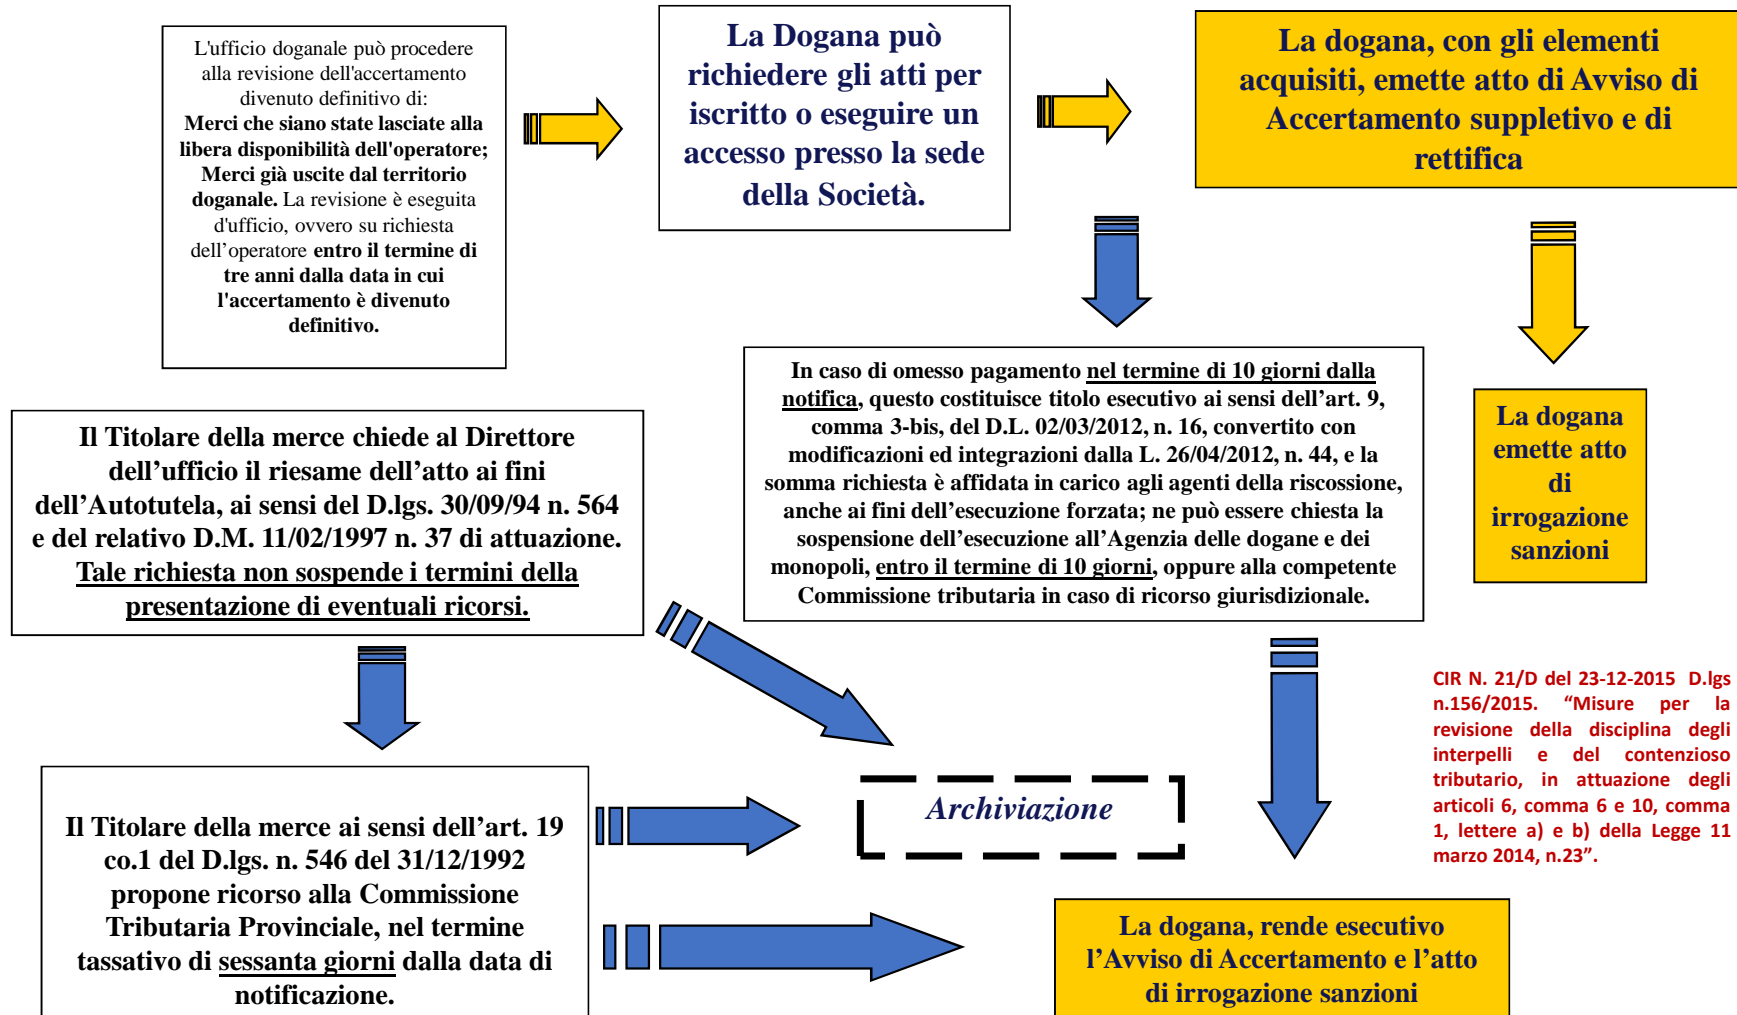 L'ufficio doganale può procedere
alla revisione dell'accertamento
divenuto definitivo di:
Merci che siano state lasciate alla
libera disponibilità dell'operatore;
Merci già uscite dal territorio
doganale. La revisione è eseguita
d'ufficio, ovvero su richiesta
dell’operatore entro il termine di
tre anni dalla data in cui
l'accertamento è divenuto
definitivo.
La Dogana può
richiedere gli atti per
iscritto o eseguire un
accesso presso la sede
della Società.
La dogana, con gli elementi
acquisiti, emette atto di Avviso di
Accertamento suppletivo e di
rettifica
In caso di omesso pagamento nel termine di 10 giorni dalla
notifica, questo costituisce titolo esecutivo ai sensi dell’art. 9,
comma 3-bis, del D.L. 02/03/2012, n. 16, convertito con
modificazioni ed integrazioni dalla L. 26/04/2012, n. 44, e la
somma richiesta è affidata in carico agli agenti della riscossione,
anche ai fini dell’esecuzione forzata; ne può essere chiesta la
sospensione dell’esecuzione all’Agenzia delle dogane e dei
monopoli, entro il termine di 10 giorni, oppure alla competente
Commissione tributaria in caso di ricorso giurisdizionale.
La dogana
emette atto
di
irrogazione
sanzioni
Il Titolare della merce chiede al Direttore
dell’ufficio il riesame dell’atto ai fini
dell’Autotutela, ai sensi del D.lgs. 30/09/94 n. 564
e del relativo D.M. 11/02/1997 n. 37 di attuazione.
Tale richiesta non sospende i termini della
presentazione di eventuali ricorsi.
CIR N. 21/D del 23-12-2015 D.lgs
n.156/2015. “Misure per la
revisione della disciplina degli
interpelli e del contenzioso
tributario, in attuazione degli
articoli 6, comma 6 e 10, comma
1, lettere a) e b) della Legge 11
marzo 2014, n.23”.
Archiviazione
Il Titolare della merce ai sensi dell’art. 19
co.1 del D.lgs. n. 546 del 31/12/1992
propone ricorso alla Commissione
Tributaria Provinciale, nel termine
tassativo di sessanta giorni dalla data di
notificazione.
La dogana, rende esecutivo
l’Avviso di Accertamento e l’atto
di irrogazione sanzioni